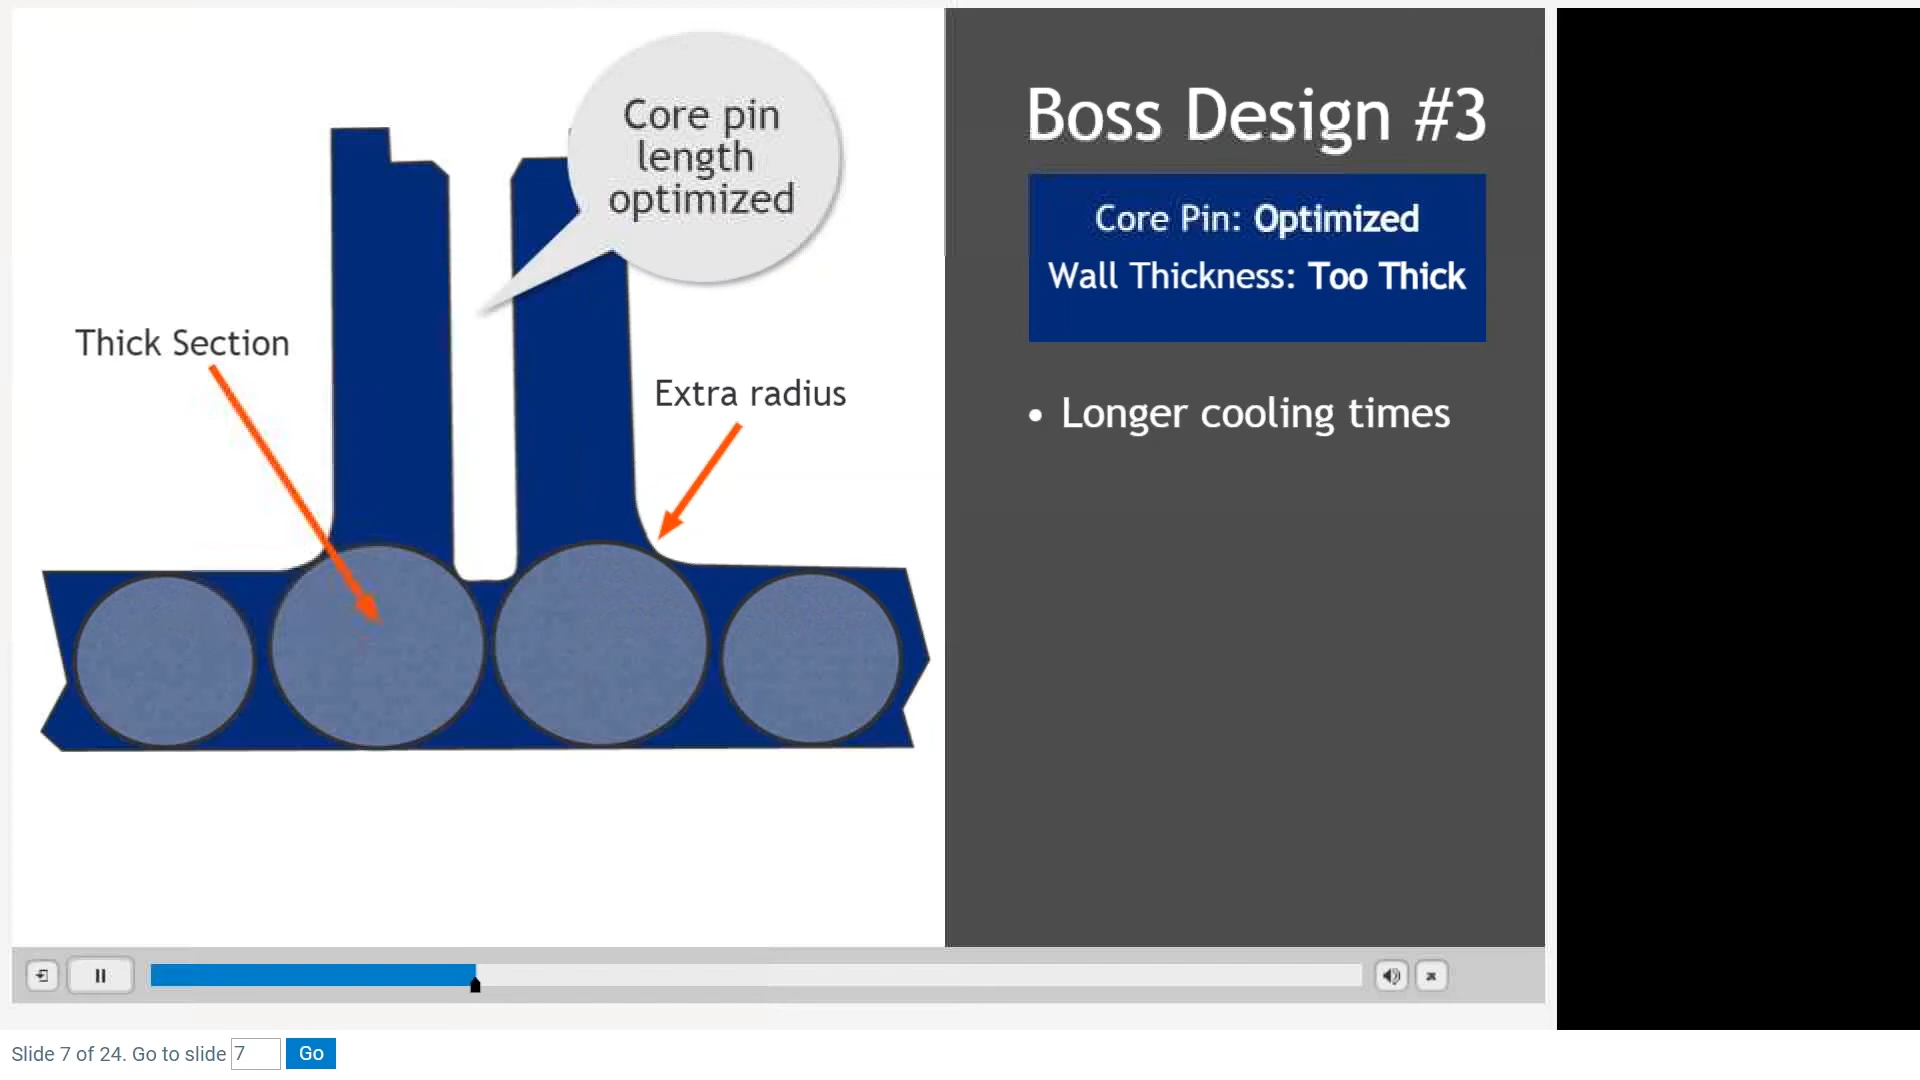 Core pin
length
optimized
Thick Section
Extra radius
Boss Design #3
Core Pin: Optimized
Wall Thickness: Too Thick
• Longer cooling times
Slide 7 of 24. Go to slide 7 Go